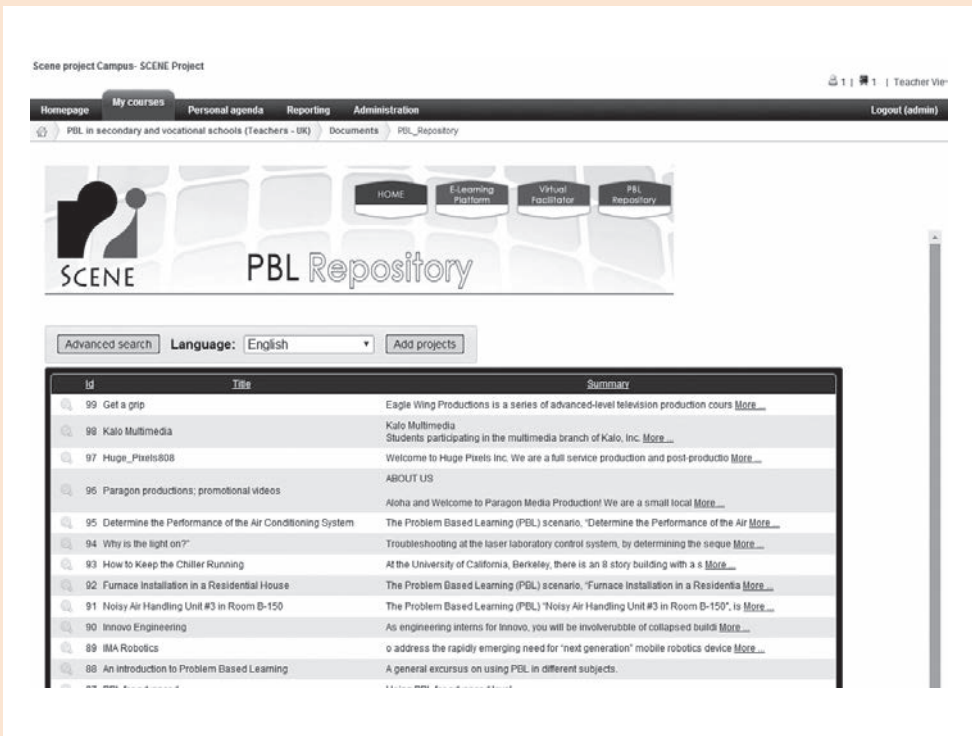 Scene project Campus- SCENE Project
1 | 1 | Teacher Vie
Homepage My courses Personal agenda Reporting Administration Logout (admin)
PBL in secondary and vocational schools (Teachers - UK) Documents PBL_Repository
HOME E-Learning Platform Virtual Facilitator PBL Repository
SCENE PBL Repository
Advanced search Language: English Add projects
Id Title Summary
99 Get a grip Eagle Wing Productions is a series of advanced-level television production cours More ...
98 Kalo Multimedia Kalo Multimedia
Students participating in the multimedia branch of Kalo, Inc. More ...
97 Huge_Pixels808 Welcome to Huge Pixels Inc. We are a full service production and post-productio More ...
96 Paragon productions; promotional videos ABOUT US
Aloha and Welcome to Paragon Media Production! We are a small local More ...
95 Determine the Performance of the Air Conditioning System The Problem Based Learning (PBL) scenario, "Determine the Performance of the Air More ...
94 Why is the light on?" Troubleshooting at the laser laboratory control system, by determining the seque More ...
93 How to Keep the Chiller Running At the University of California, Berkeley, there is an 8 story building with a s More ...
92 Furnace Installation in a Residential House The Problem Based Learning (PBL) scenario, "Furnace Installation in a Residentia More ...
91 Noisy Air Handling Unit #3 in Room B-150 The Problem Based Learning (PBL) "Noisy Air Handling Unit #3 in Room B-150", is More ...
90 Innovo Engineering As engineering interns for Innovo, you will be involverubble of collapsed buildi More ...
89 IMA Robotics o address the rapidly emerging need for "next generation" mobile robotics device More ...
88 An introduction to Problem Based Learning A general excursus on using PBL in different subjects.